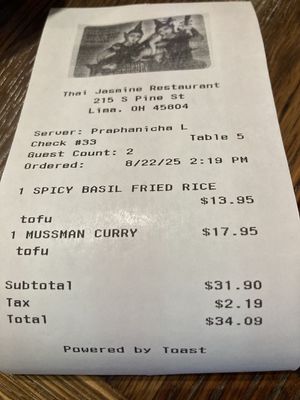 Thai Jasmine Restaurant
215 S Pine St
Lima, OH 45804
Server: Praphanicha L
Check #33 Table 5
Guest Count: 2
Ordered: 8/22/25 2:19 PM
1 SPICY BASIL FRIED RICE
$13.95
tofu
1 MUSSMAN CURRY $17.95
tofu
Subtotal $31.90
Tax $2.19
Total $34.09
Powered by Toast